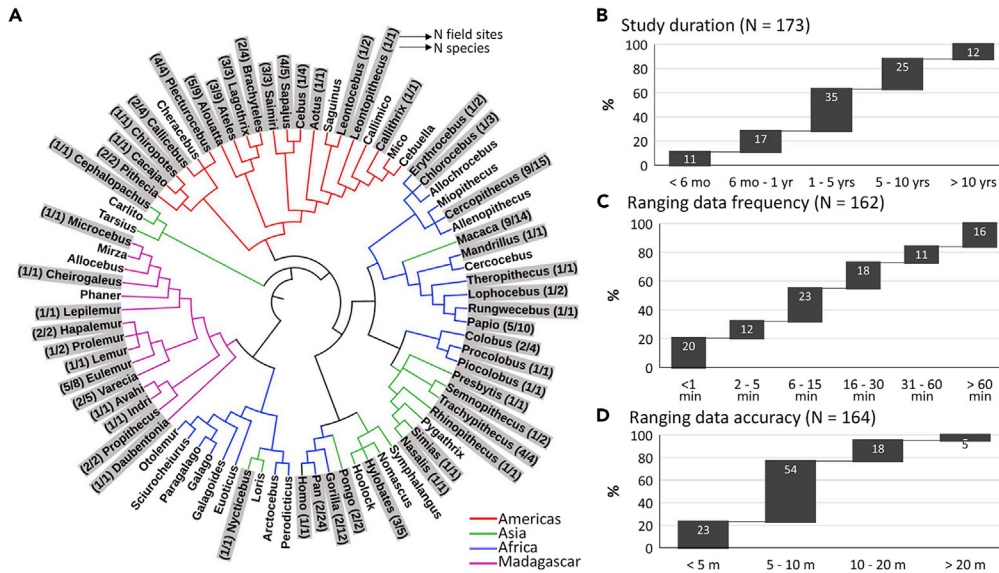 A
N field sites
N species
(1/1) Cephalopachus
(2/2) Pithecia
(1/1) Cacajao
(1/1) Chiropotes
(2/4) Callicebus
Cheracebus
(4/4) Plecturocebus
(5/9) Alouatta
(3/9) Ateles
(3/3) Lagothrix
(2/4) Brachyteles
(3/3) Saimiri
(4/5) Sapajus
Cebus (1/4)
Aotus (1/1)
Saguinus
Leontocebus (1/2)
Leontopithecus (1/1)
Callimico
Callithrix (1/1)
Mico
Cebuella
Erythrocebus (1/2)
Chlorocebus (1/3)
Allochrocebus
Miopithecus
Cercopithecus (9/15)
Allenopithecus
Macaca (9/14)
Mandrillus (1/1)
Cercocebus
Theropithecus (1/1)
Lophocebus (1/2)
Rungwecebus (1/1)
Papio (5/10)
Colobus (2/4)
Procolobus (1/1)
Piocolobus (1/1)
Presbytis (1/1)
Semnopithecus (1/2)
Trachypithecus (4/4)
Rhinopithecus (1/1)
Pygathrix
Simias (1/1)
Nasalis (1/1)
Symphalangus
Nomascus
Hylobates (3/5)
Hoolock
Pongo (2/2)
Gorilla (2/12)
Pan (2/24)
Homo (1/1)
Perodicticus
Arctocebus
Loris
(1/1) Nycticebus
Euoticus
Galagoides
Galago
Paragalago
Sciurocheirus
Otolemur
(1/1) Daubentonia
(2/2) Propithecus
(1/1) Indri
(1/1) Avahi
(2/5) Varecia
(5/8) Eulemur
(1/1) Lemur
(1/2) Prolemur
(2/2) Hapalemur
(1/1) Lepilemur
Phaner
(1/1) Cheirogaleus
Allocebus
Mirza
(1/1) Microcebus
Tarsius
Carlito
Americas
Asia
Africa
Madagascar
B
Study duration (N = 173)
%
100
80
60
40
20
0
11
17
35
25
12
< 6 mo
6 mo - 1 yr
1 - 5 yrs
5 - 10 yrs
> 10 yrs
C
Ranging data frequency (N = 162)
%
100
80
60
40
20
0
20
12
23
18
11
16
<1 min
2 - 5 min
6 - 15 min
16 - 30 min
31 - 60 min
> 60 min
D
Ranging data accuracy (N = 164)
%
100
80
60
40
20
0
23
54
18
5
< 5 m
5 - 10 m
10 - 20 m
> 20 m